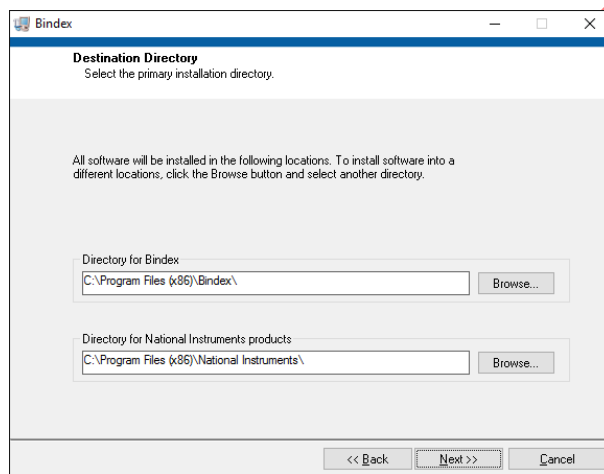 Bindex
Destination Directory
Select the primary installation directory.
All software will be installed in the following locations. To install software into a
different locations, click the Browse button and select another directory.
Directory for Bindex
C:\Program Files (x86)\Bindex\
Browse...
Directory for National Instruments products
C:\Program Files (x86)\National Instruments\
Browse...
<< Back
Next >>
Cancel